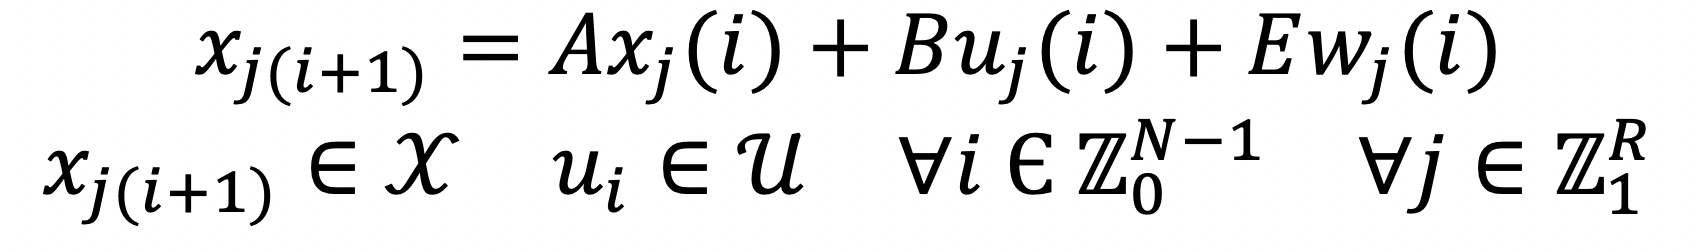 x_{j(i+1)} = Ax_j(i) + Bu_j(i) + Ew_j(i)
x_{j(i+1)} ∈ 𝒳 u_i ∈ 𝒰 ∀i Є ℤ_0^{N−1} ∀j ∈ ℤ_1^R